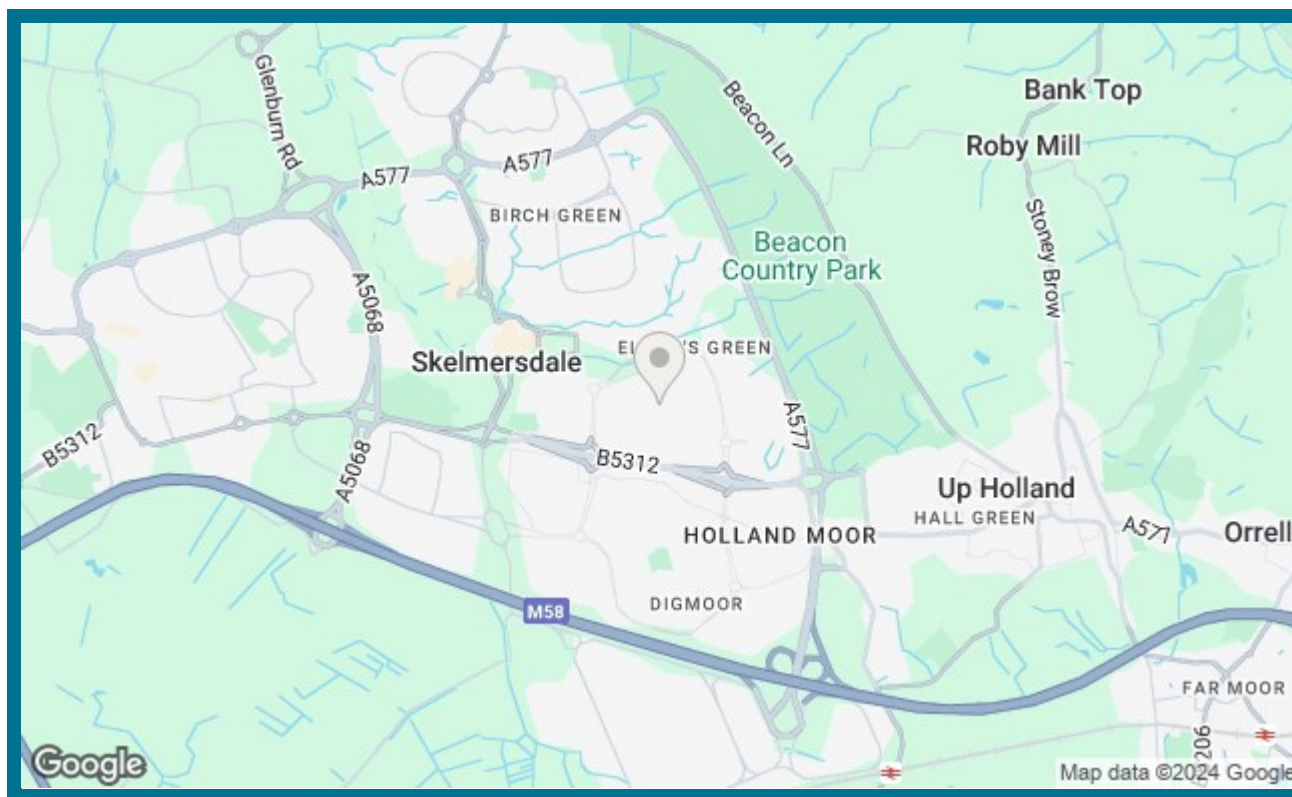 Glenburn Rd
Beacon Ln
Bank Top
Roby Mill
A577
A577
BIRCH GREEN
Stoney Brow
Beacon
Country Park
A5068
Skelmersdale
GREEN
A577
B5312
B5312
A5068
Up Holland
HALL GREEN
HOLLAND MOOR
A577
Orrell
DIGMOOR
M58
FAR MOOR
Google
Map data ©2024 Google